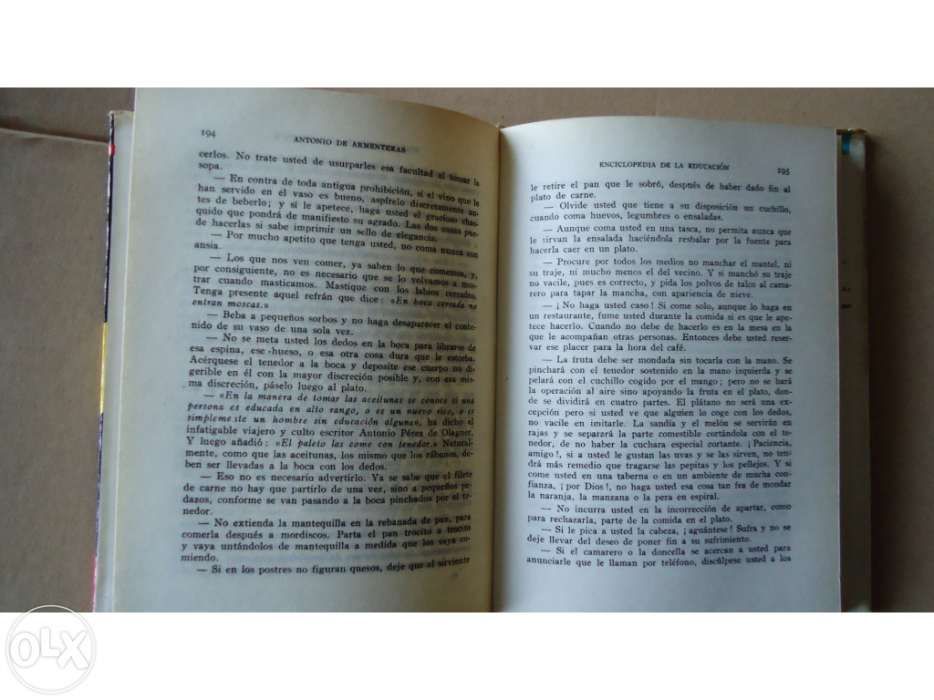 194
ANTONIO DE ARMENTERAS
cerlos. No trate usted de usurparles esa facultad al tomar la
sopa.
— En contra de toda antigua prohibición, si el vino que le
han servido en el vaso es bueno, aspírelo discretamente an-
tes de beberlo; y si le apetece, haga usted el gracioso chas-
quido que pondrá de manifiesto su agrado. Las dos cosas pue-
de hacerlas si sabe imprimir un sello de elegancia.
— Por mucho apetito que tenga usted, no coma nunca con
ansia.
— Los que nos ven comer, ya saben lo que comemos, y,
por consiguiente, no es necesario que se lo volvamos a mos-
trar cuando masticamos. Mastique con los labios cerrados.
Tenga presente aquel refrán que dice: «En boca cerrada no
entran moscas.»
— Beba a pequeños sorbos y no haga desaparecer el conte-
nido de su vaso de una sola vez.
— No se meta usted los dedos en la boca para librarse de
esa espina, ese hueso, o esa otra cosa dura que le estorba.
Acérquese el tenedor a la boca y deposite ese cuerpo no di-
gerible en él con la mayor discreción posible y, con esa mis-
ma discreción, páselo luego al plato.
— «En la manera de tomar las aceitunas se conoce si una
persona es educada en alto rango, o es un nuevo rico, o es
simplemente un hombre sin educación alguna», ha dicho el
infatigable viajero y culto escritor Antonio Pérez de Olaguer.
Y luego añadió: «El paleto las come con tenedor.» Natural-
mente, como que las aceitunas, los mismo que los rábanos, de-
ben ser llevadas a la boca con los dedos.
— Eso no es necesario advertirlo. Ya se sabe que el filete
de carne no hay que partirlo de una vez, sino a pequeños pe-
dazos, conforme se van pasando a la boca pinchados por el te-
nedor.
— No extienda la mantequilla en la rebanada de pan, para
comerla después a mordiscos. Parta el pan trocito a trocito
y vaya untándolos de mantequilla a medida que los vaya co-
miendo.
— Si en los postres no figuran quesos, deje que el sirviente
ENCICLOPEDIA DE LA EDUCACIÓN
195
le retire el pan que le sobró, después de haber dado fin al
plato de carne.
— Olvide usted que tiene a su disposición un cuchillo,
cuando coma huevos, legumbres o ensaladas.
— Aunque coma usted en una tasca, no permita nunca que
le sirvan la ensalada haciéndola resbalar por la fuente para
hacerla caer en un plato.
— Procure por todos los medios no manchar el mantel, ni
su traje, ni mucho menos el del vecino. Y si manchó su traje
no vacile, pues es correcto, y pida los polvos de talco al cama-
rero para tapar la mancha, con apariencia de nieve.
— ¡No haga usted caso! Si come solo, aunque lo haga en
un restaurante, fume usted durante la comida si es que le ape-
tece hacerlo. Cuando no debe de hacerlo es en la mesa en la
que le acompañan otras personas. Entonces debe usted reser-
var ese placer para la hora del café.
— La fruta debe ser mondada sin tocarla con la mano. Se
pinchará con el tenedor sostenido en la mano izquierda y se
pelará con el cuchillo cogido por el mango; pero no se hará
la operación al aire sino apoyando la fruta en el plato, don-
de se dividirá en cuatro partes. El plátano no será una ex-
cepción pero si usted ve que alguien lo coge con los dedos,
no vacile en imitarle. La sandía y el melón se servirán en
rajas y se separará la parte comestible cortándola con el te-
nedor, no de haber la cuchara especial cortante. ¡Paciencia,
amigo!, si a usted le gustan las uvas y se sirven, no ten-
drá más remedio que tragarse las pepitas y los pellejos. Y si
come usted en una taberna o en un ambiente de mucha con-
fianza, ¡por Dios!, no haga usted esa cosa tan fea de mondar
la naranja, la manzana o la pera en espiral.
— No incurra usted en la incorrección de apartar, como
para rechazarla, parte de la comida en el plato.
— Si le pica a usted la cabeza, ¡aguántese! Sufra y no se
deje llevar del deseo de poner fin a su sufrimiento.
— Si el camarero o la doncella se acercan a usted para
anunciarle que le llaman por teléfono, discúlpese usted a los
OLX